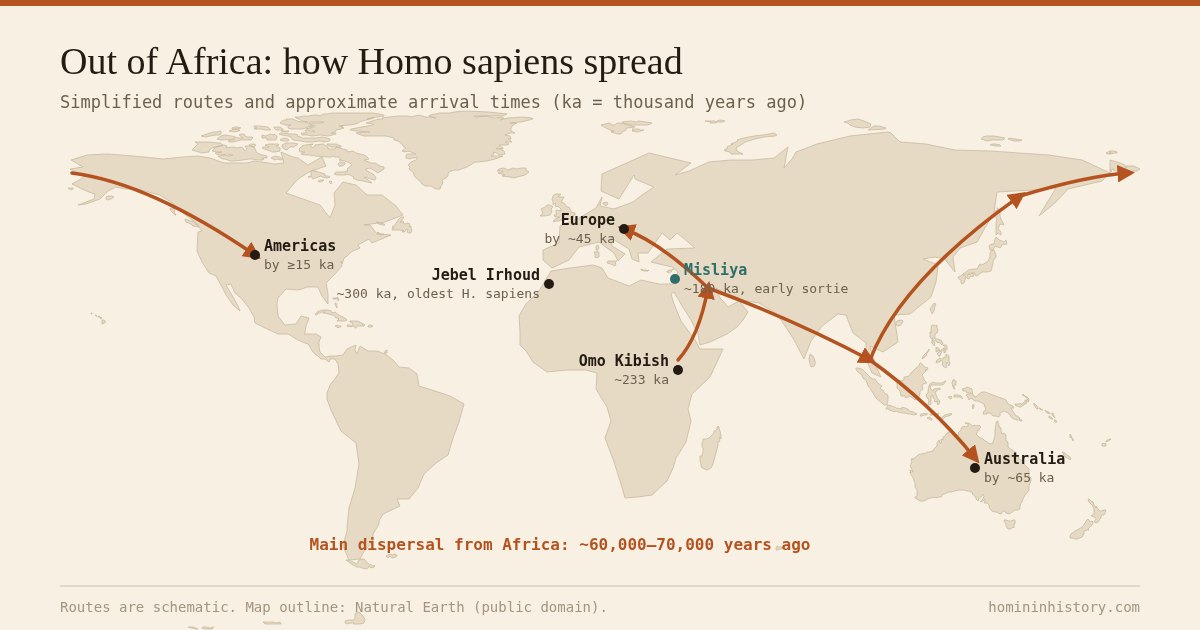 Out of Africa: how Homo sapiens spread
Simplified routes and approximate arrival times (ka = thousand years ago)
Europe
by ~45 ka
Americas
by ≥15 ka
Jebel Irhoud
~300 ka, oldest H. sapiens
Misliya
~180 ka, early sortie
Omo Kibish
~233 ka
Australia
by ~65 ka
Main dispersal from Africa: ~60,000–70,000 years ago
Routes are schematic. Map outline: Natural Earth (public domain).
homininhistory.com